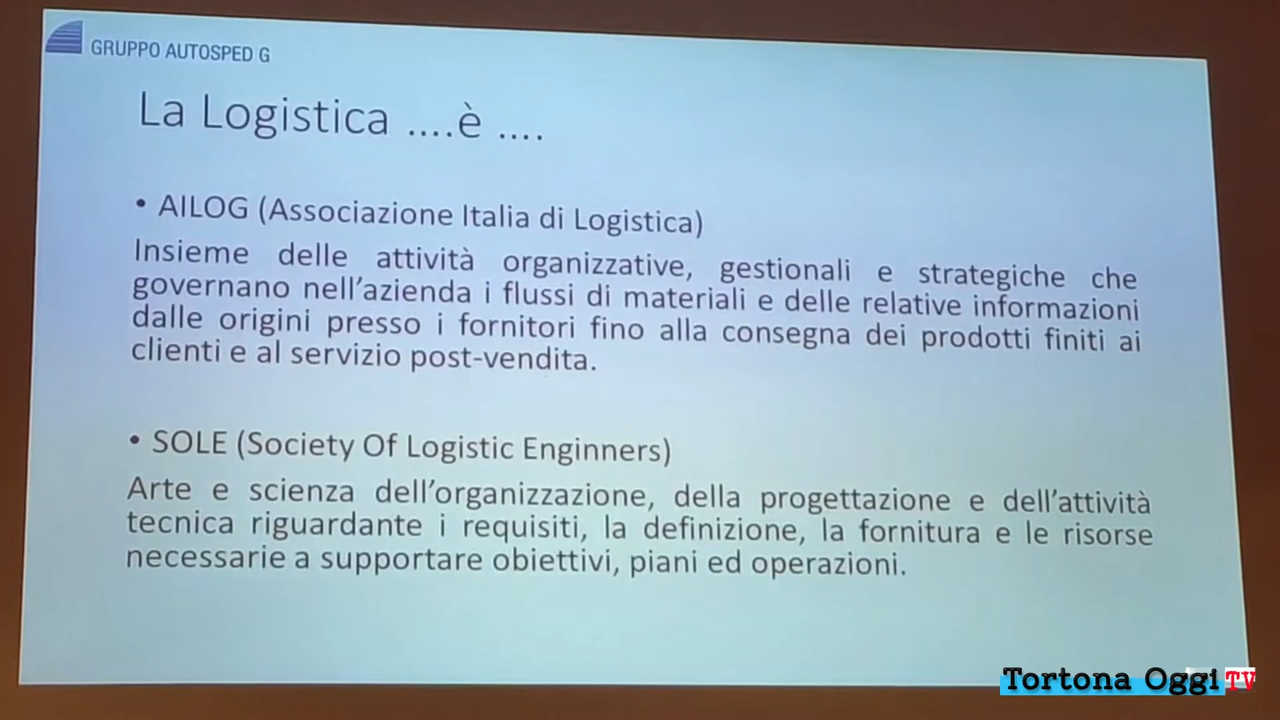 GRUPPO AUTOSPED G
La Logistica ....è ....
• AILOG (Associazione Italia di Logistica)
Insieme delle attività organizzative, gestionali e strategiche che
governano nell'azienda i flussi di materiali e delle relative informazioni
dalle origini presso i fornitori fino alla consegna dei prodotti finiti ai
clienti e al servizio post-vendita.
• SOLE (Society Of Logistic Enginners)
Arte e scienza dell'organizzazione, della progettazione e dell'attività
tecnica riguardante i requisiti, la definizione, la fornitura e le risorse
necessarie a supportare obiettivi, piani ed operazioni.
Tortona Oggi TV